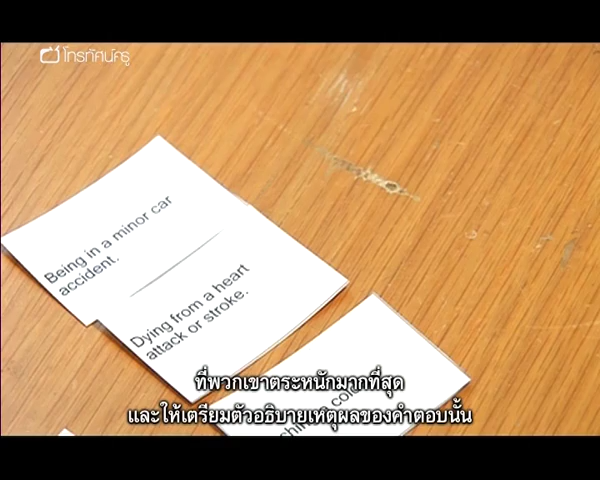 โทรทัศน์ครู
Being in a minor car
accident.
Dying from a heart
attack or stroke.
ที่พวกเขาตระหนักมากที่สุด
และให้เตรียมตัวอธิบายเหตุผลของคำตอบนั้น